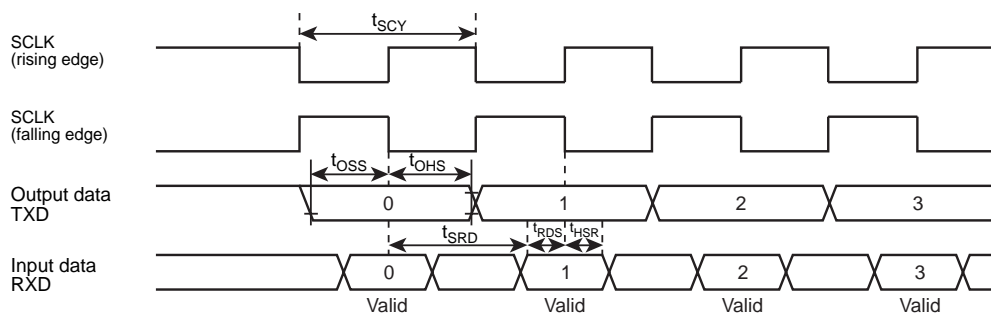 tSCY
SCLK
(rising edge)
SCLK
(falling edge)
tOSS tOHS
Output data
TXD
0 1 2 3
tSRD tRDS tHSR
Input data
RXD
0 1 2 3
Valid Valid Valid Valid